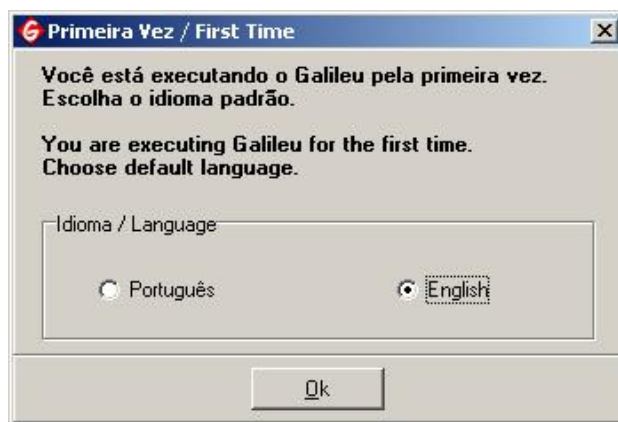 Primeira Vez / First Time
Você está executando o Galileu pela primeira vez.
Escolha o idioma padrão.
You are executing Galileu for the first time.
Choose default language.
Idioma / Language
Português
English
Ok